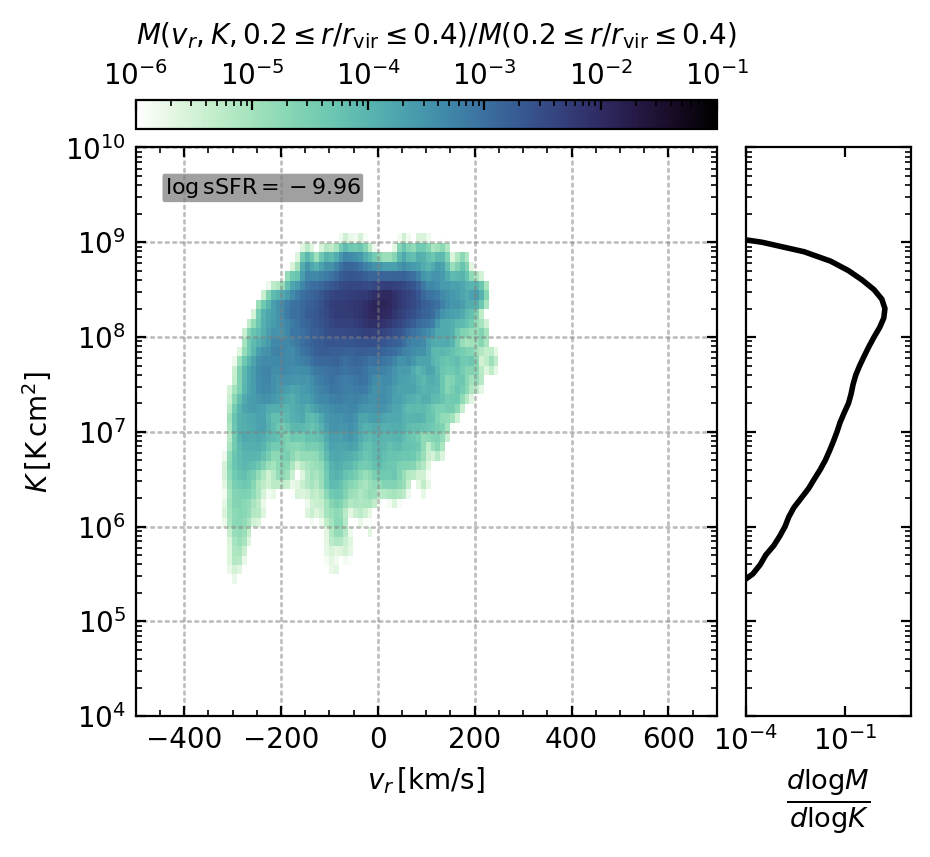 M(v_r, K, 0.2 ≤ r/r_vir ≤ 0.4)/M(0.2 ≤ r/r_vir ≤ 0.4)
10^−6 10^−5 10^−4 10^−3 10^−2 10^−1
log sSFR = −9.96
10^10
10^9
10^8
10^7
10^6
10^5
10^4
K [K cm^2]
−400 −200 0 200 400 600
v_r [km/s]
10^−4 10^−1
dlogM
dlogK